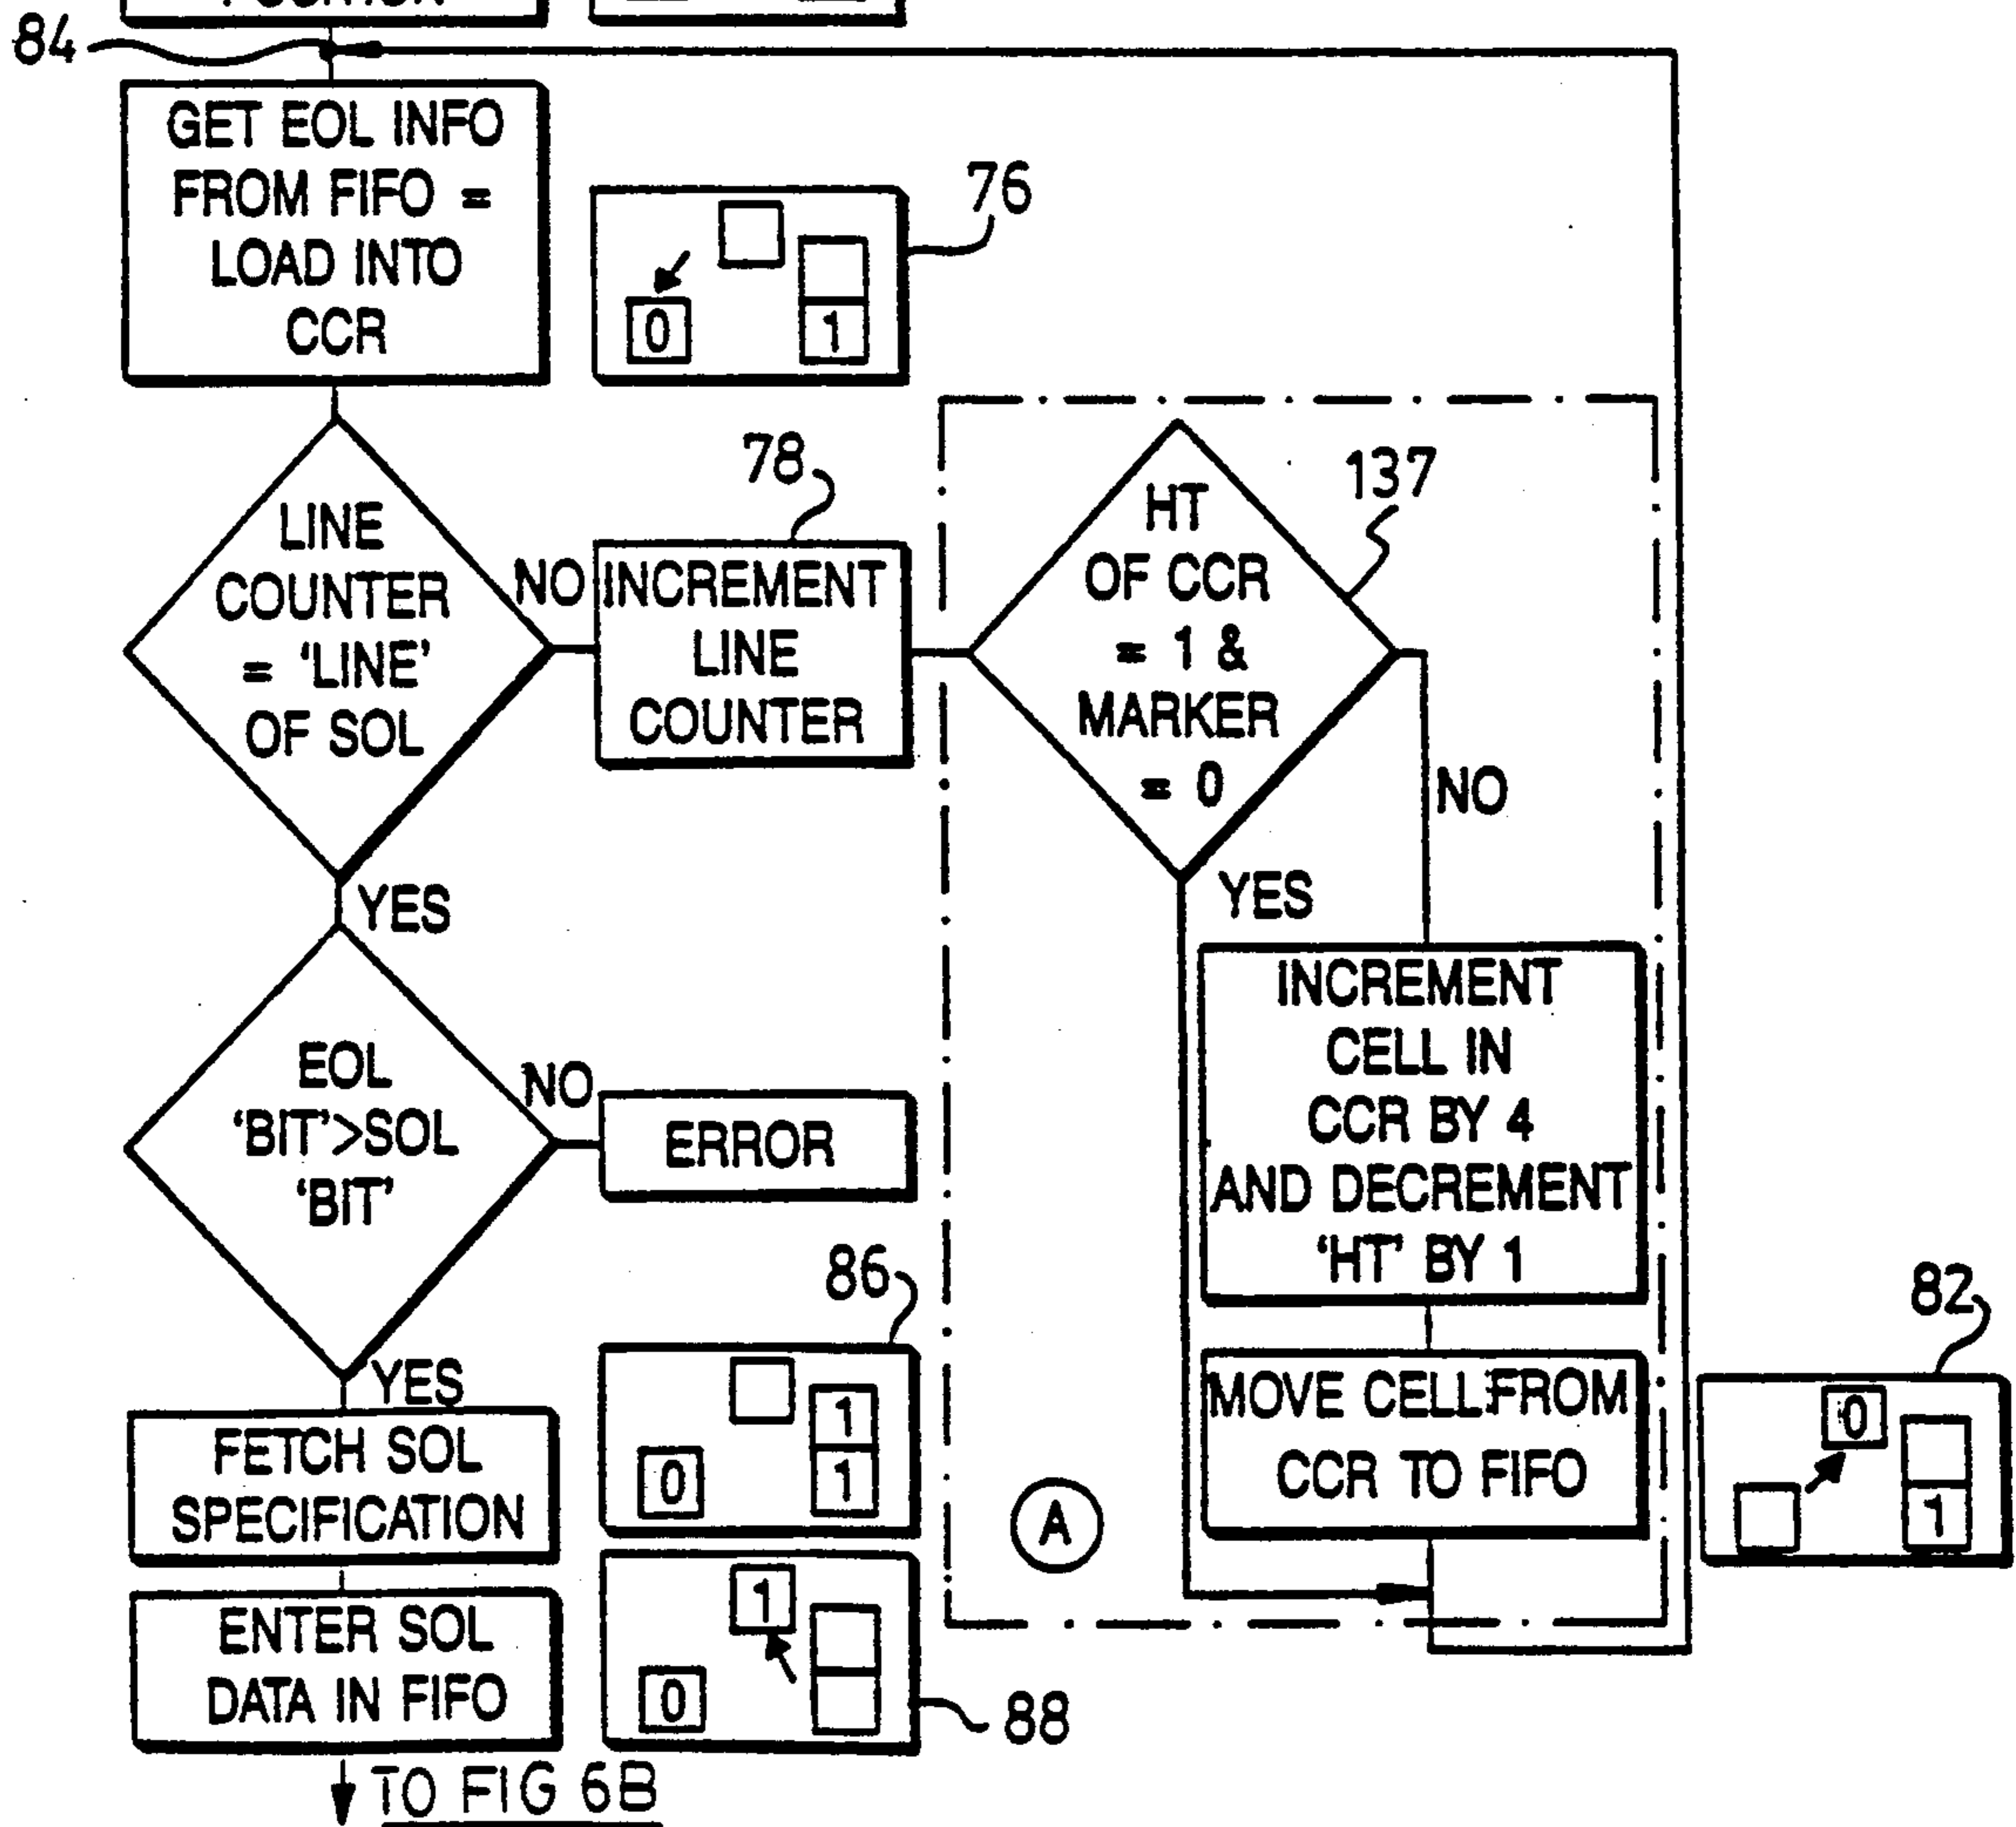 84
GET EOL INFO
FROM FIFO =
LOAD INTO
CCR
76
0
1
LINE
COUNTER
= 'LINE'
OF SOL
NO
78
INCREMENT
LINE
COUNTER
HT
OF CCR
= 1 &
MARKER
= 0
137
NO
YES
YES
INCREMENT
CELL IN
CCR BY 4
AND DECREMENT
'HT' BY 1
EOL
'BIT'>SOL
'BIT'
NO
ERROR
YES
86
1
0
1
82
0
1
MOVE CELL FROM
CCR TO FIFO
A
FETCH SOL
SPECIFICATION
ENTER SOL
DATA IN FIFO
1
0
88
TO FIG 6B